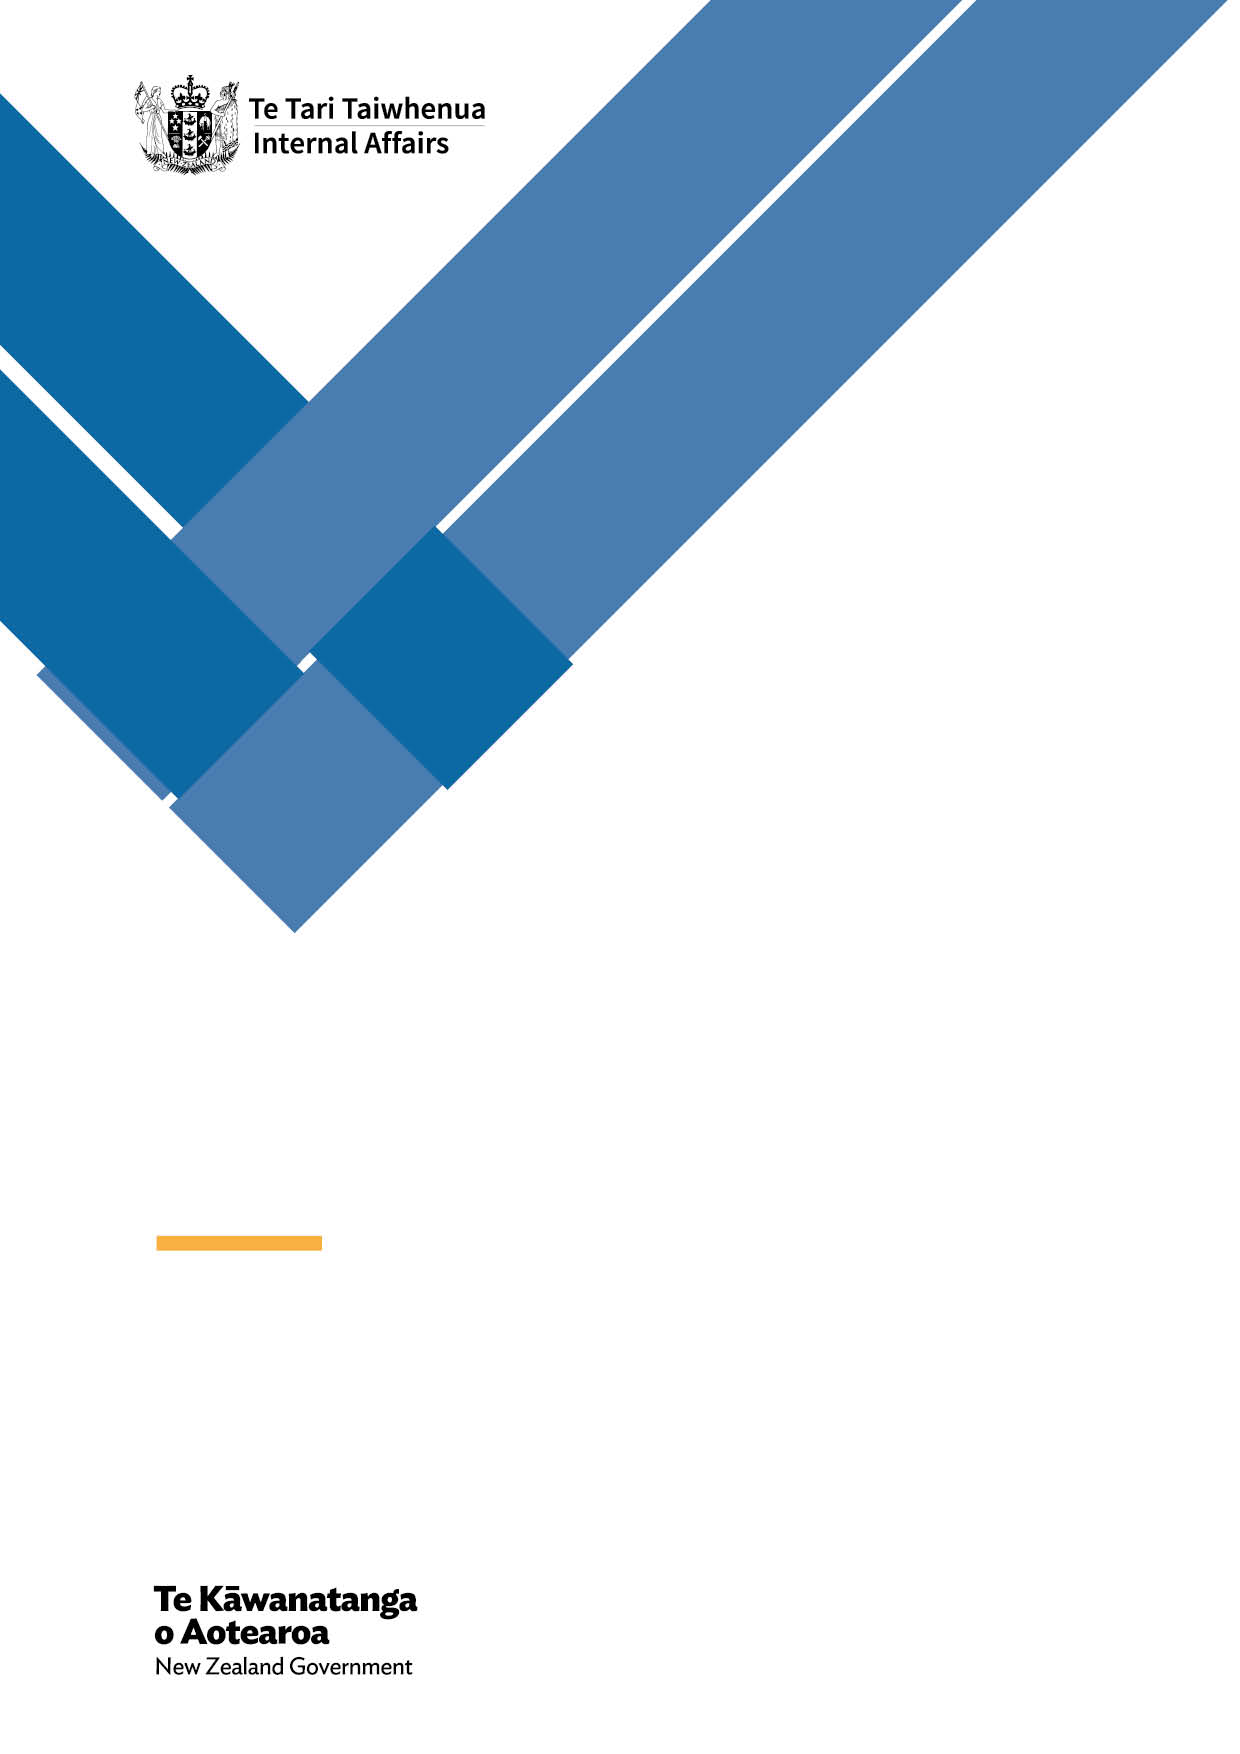 Te Tari Taiwhenua
Internal Affairs
Te Kāwanatanga
o Aotearoa
New Zealand Government